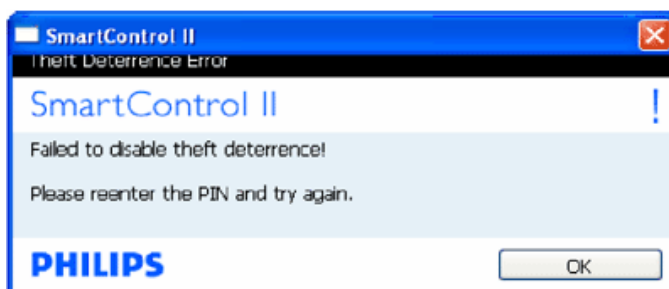 SmartControl II
Theft Deterrence Error
SmartControl II !
Failed to disable theft deterrence!
Please reenter the PIN and try again.
PHILIPS
OK